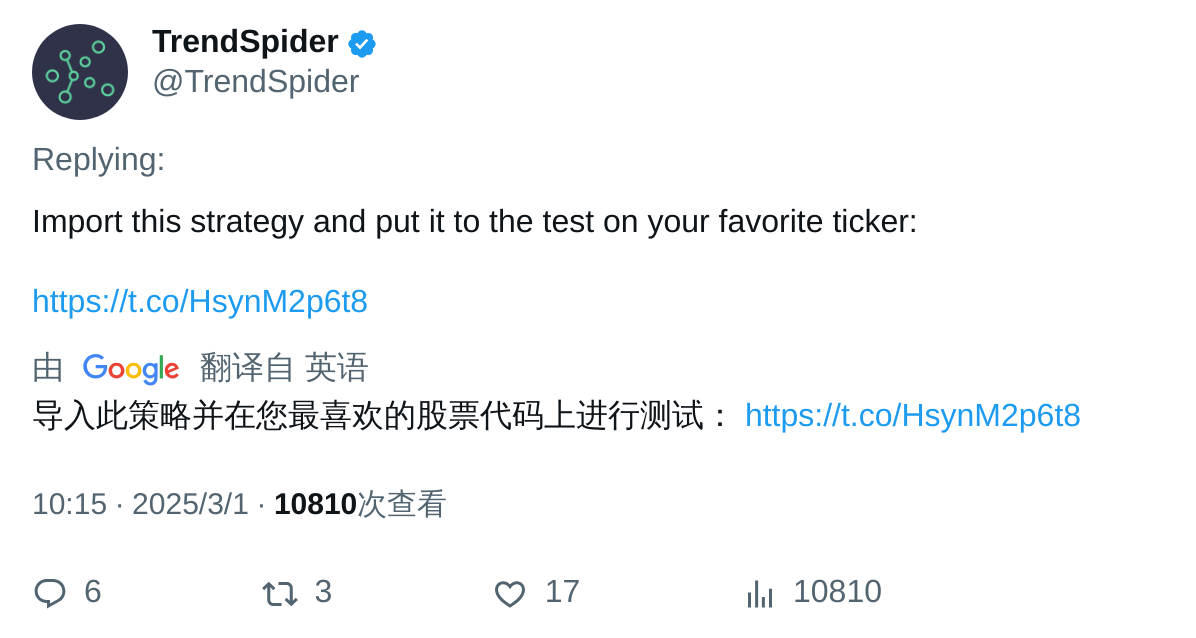 TrendSpider
@TrendSpider
Replying:
Import this strategy and put it to the test on your favorite ticker:
https://t.co/HsynM2p6t8
由 Google 翻译自 英语
导入此策略并在您最喜欢的股票代码上进行测试： https://t.co/HsynM2p6t8
10:15 · 2025/3/1 · 10810次查看
6 3 17 10810